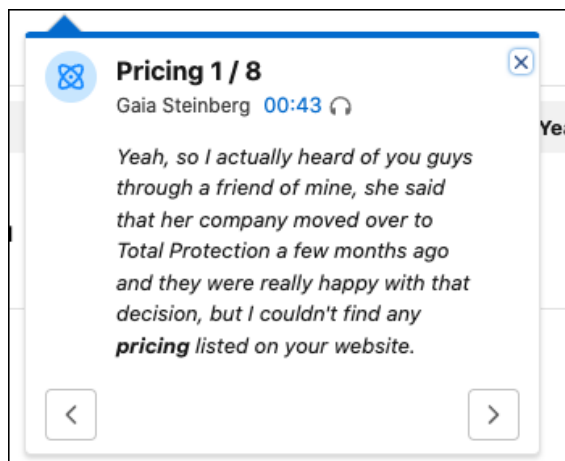 Pricing 1 / 8
Gaia Steinberg 00:43
Yeah, so I actually heard of you guys
through a friend of mine, she said
that her company moved over to
Total Protection a few months ago
and they were really happy with that
decision, but I couldn't find any
pricing listed on your website.